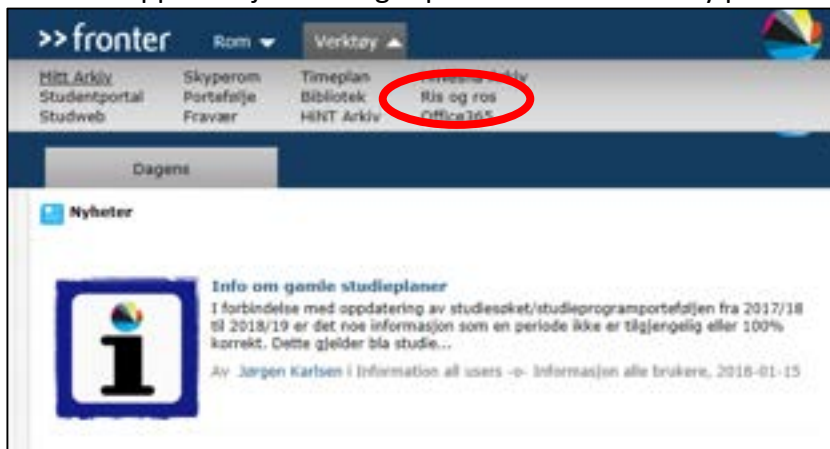 >>fronter Rom Verktøy
Mitt Arkiv Skyperom Timeplan
Studentportal Portefølje Bibliotek Ris og ros
Studweb Fravær HiNT Arkiv Office365
Dagens
Nyheter
Info om gamle studieplaner
I forbindelse med oppdatering av studiesøket/studieprogramporteføljen fra 2017/18
til 2018/19 er det noe informasjon som en periode ikke er tilgjengelig eller 100%
korrekt. Dette gjelder bla studie...
Av Jørgen Karlsen i Information all users -o- Informasjon alle brukere, 2018-01-15